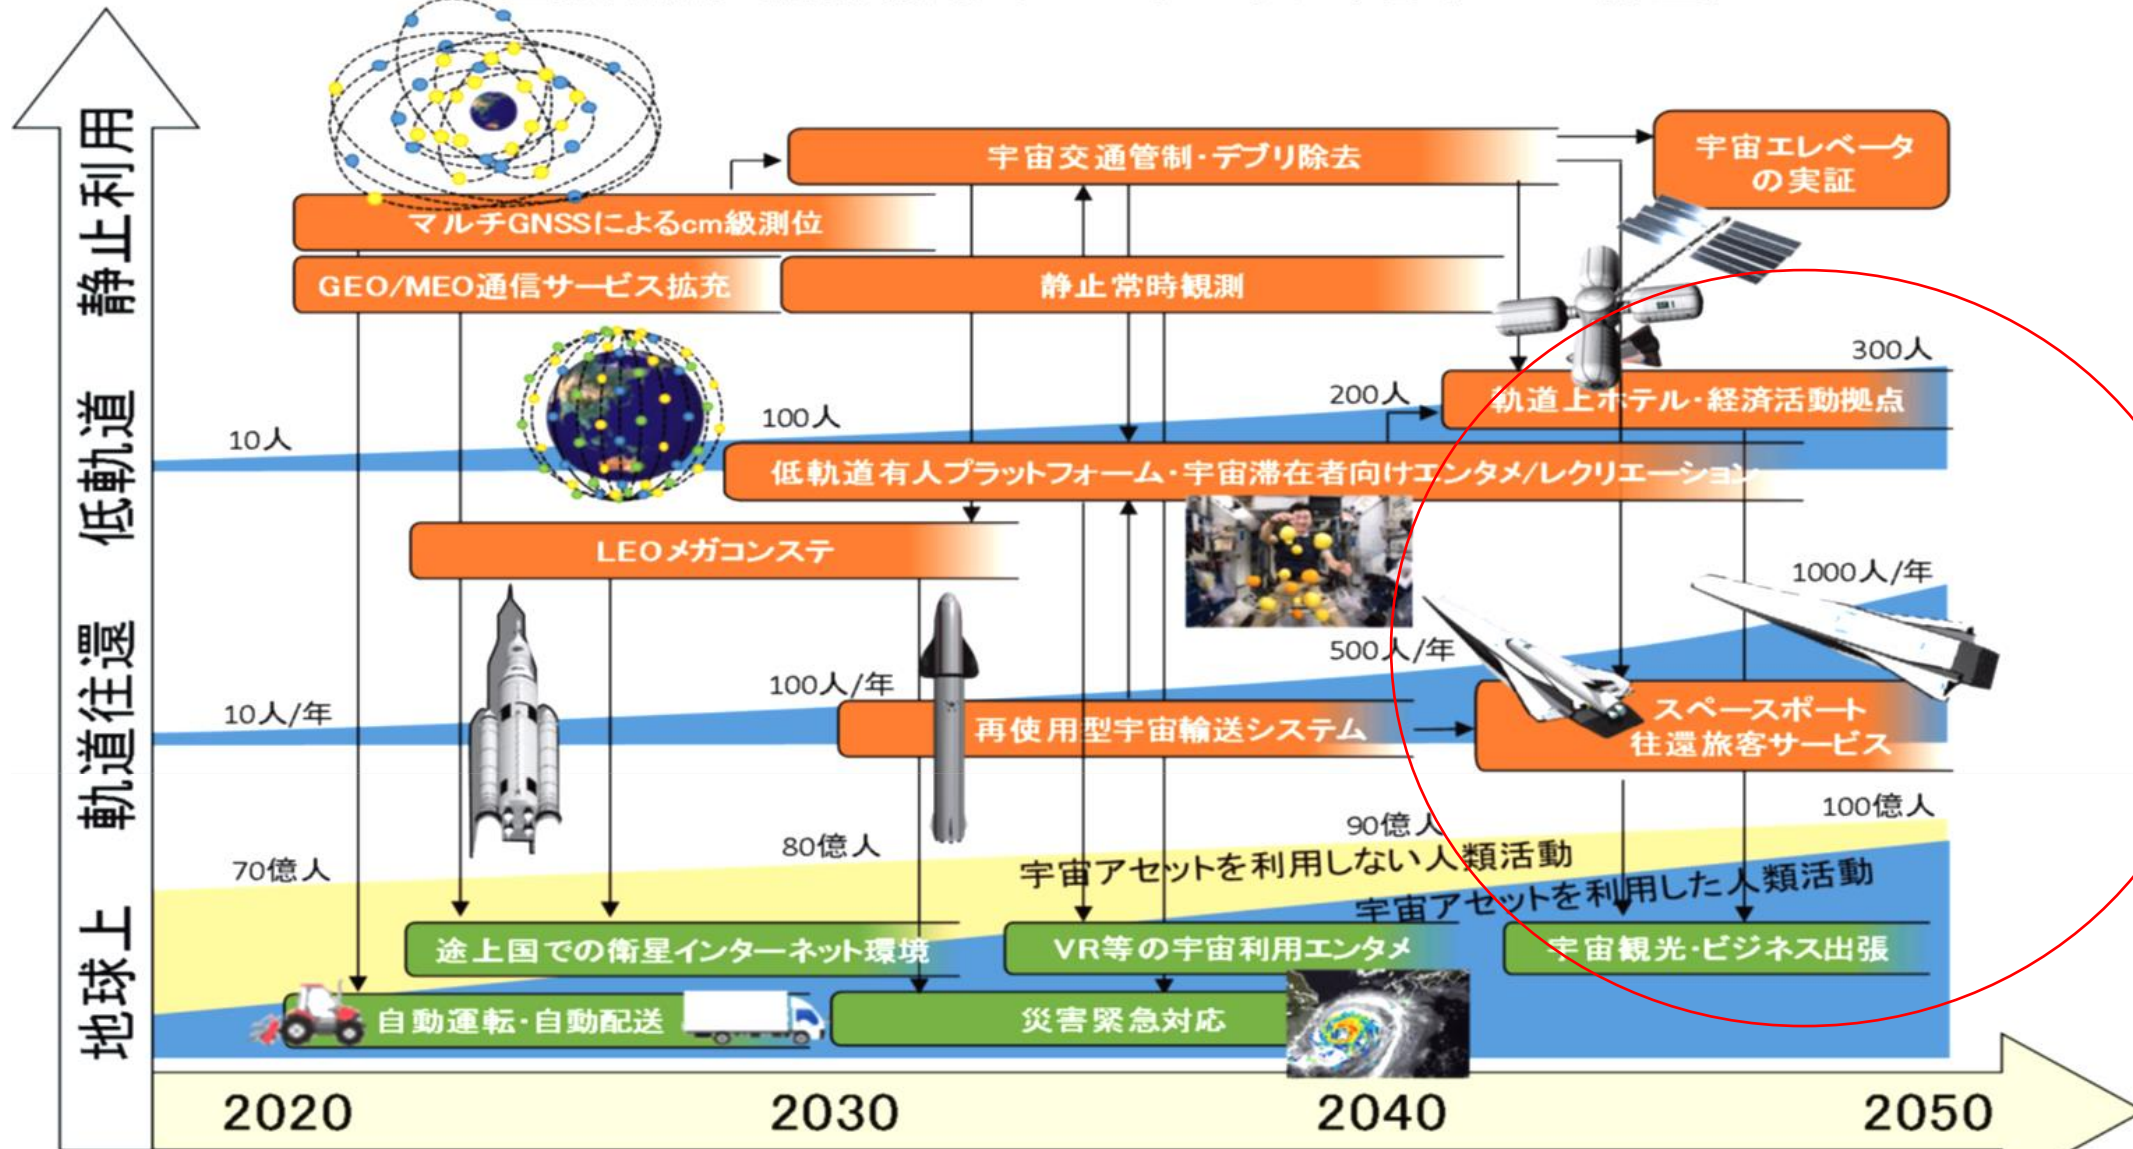 静止利用
低軌道
軌道往還
地球上
宇宙交通管制・デブリ除去
宇宙エレベータ
の実証
マルチGNSSによるcm級測位
GEO/MEO通信サービス拡充
静止常時観測
10人
100人
200人
300人
軌道上ホテル・経済活動拠点
低軌道有人プラットフォーム・宇宙滞在者向けエンタメ/レクリエーション
LEOメガコンステ
10人/年
100人/年
500人/年
1000人/年
再使用型宇宙輸送システム
スペースポート
往還旅客サービス
70億人
80億人
90億人
100億人
宇宙アセットを利用しない人類活動
宇宙アセットを利用した人類活動
途上国での衛星インターネット環境
VR等の宇宙利用エンタメ
宇宙観光・ビジネス出張
自動運転・自動配送
災害緊急対応
2020
2030
2040
2050